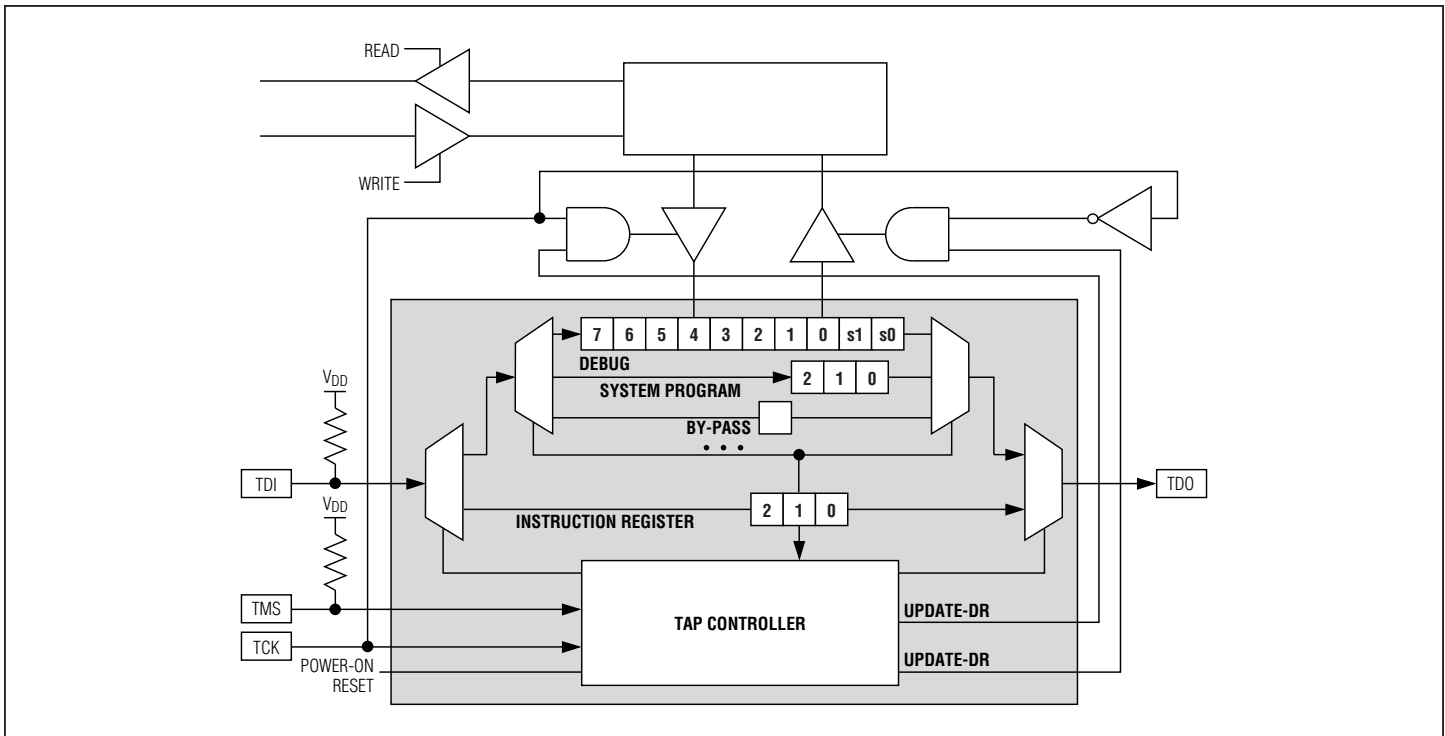 READ
WRITE
7 6 5 4 3 2 1 0 s1 s0
DEBUG
SYSTEM PROGRAM
2 1 0
BY-PASS
• • •
VDD
TDI
TDO
VDD
2 1 0
INSTRUCTION REGISTER
TMS
TAP CONTROLLER
UPDATE-DR
TCK
POWER-ON
RESET
UPDATE-DR